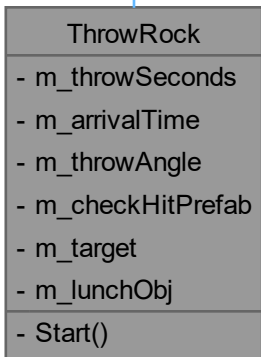 ThrowRock
- m_throwSeconds
- m_arrivalTime
- m_throwAngle
- m_checkHitPrefab
- m_target
- m_lunchObj
- Start()